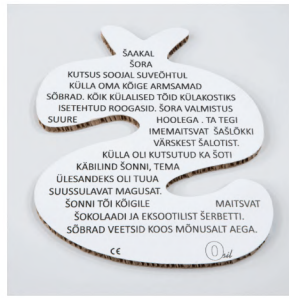 ŠAAKAL
ŠORA
KUTSUS SOOJAL SUVEÕHTUL
KÜLLA OMA KÕIGE ARMSAMAD
SÕBRAD. KÕIK KÜLALISED TÕID KÜLAKOSTIKS
ISETEHTUD ROOGASID. ŠORA VALMISTUS
SUURE HOOLEGA . TA TEGI
IMEMAITSVAT ŠAŠLÕKKI
VÄRSKEST ŠALOTIST.
KÜLLA OLI KUTSUTUD KA ŠOTI
KÄBILIND ŠONNI, TEMA
ÜLESANDEKS OLI TUUA
SUUSSULAVAT MAGUSAT.
ŠONNI TÕI KÕIGILE MAITSVAT
ŠOKOLAADI JA EKSOOTILIST ŠERBETTI.
SÕBRAD VEETSID KOOS MÕNUSALT AEGA.
CE